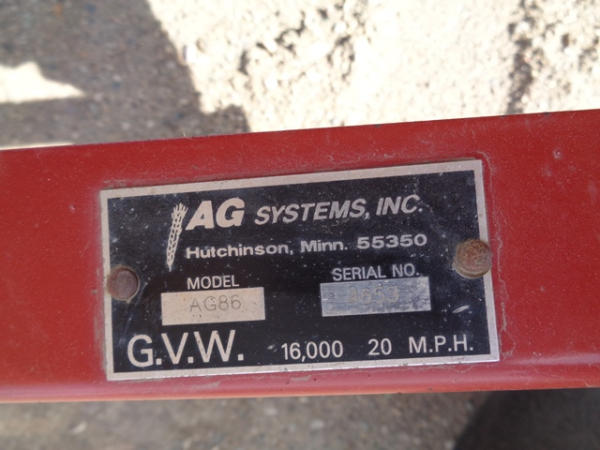 AG SYSTEMS, INC.
Hutchinson, Minn. 55350
MODEL SERIAL NO.
AG86
G.V.W. 16,000 20 M.P.H.